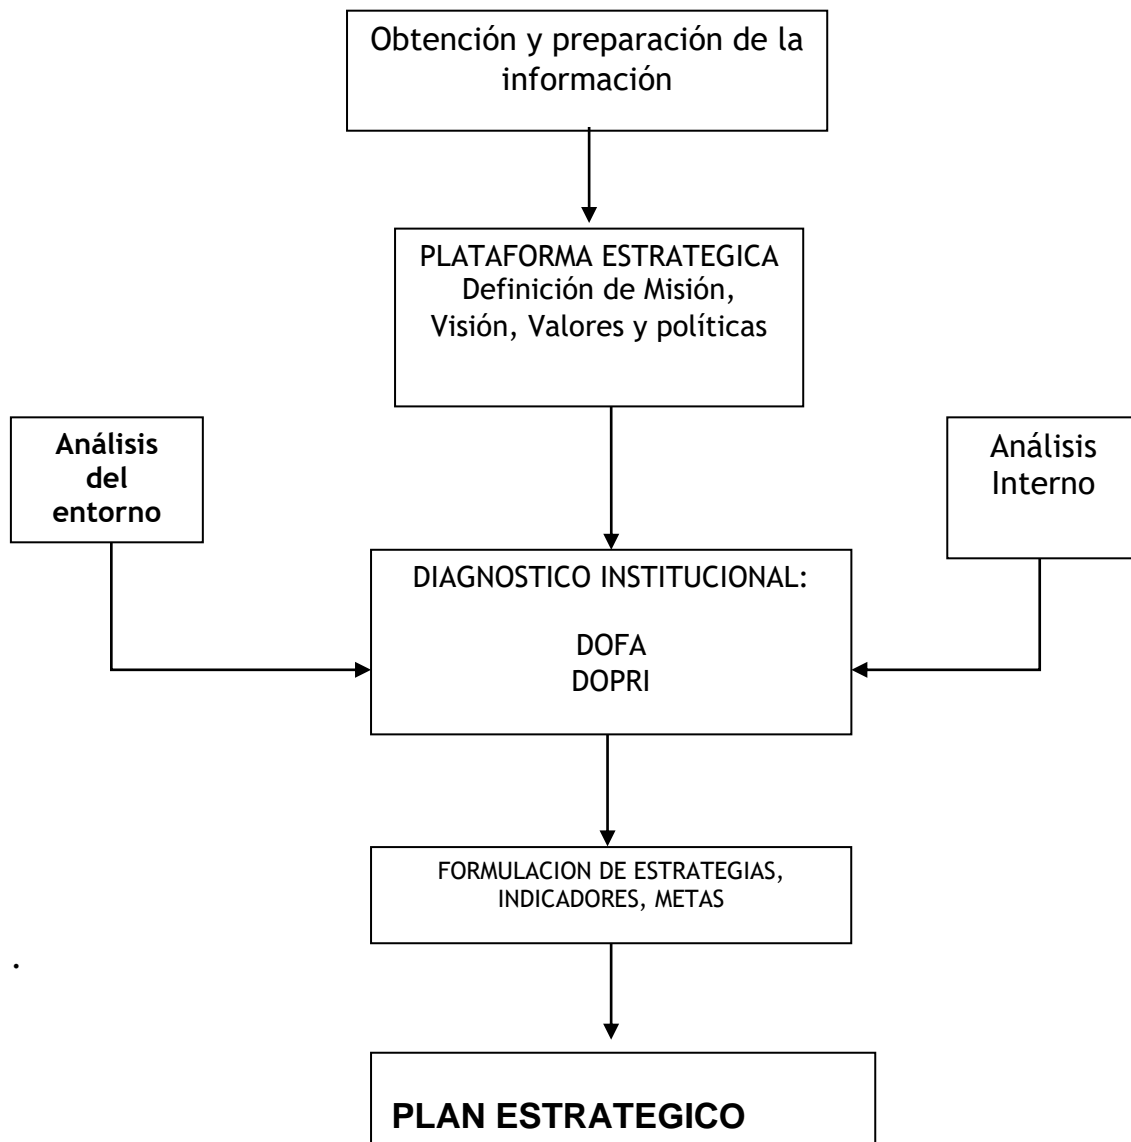 Obtención y preparación de la
información
PLATAFORMA ESTRATEGICA
Definición de Misión,
Visión, Valores y políticas
Análisis
del
entorno
Análisis
Interno
DIAGNOSTICO INSTITUCIONAL:
DOFA
DOPRI
FORMULACION DE ESTRATEGIAS,
INDICADORES, METAS
.
PLAN ESTRATEGICO